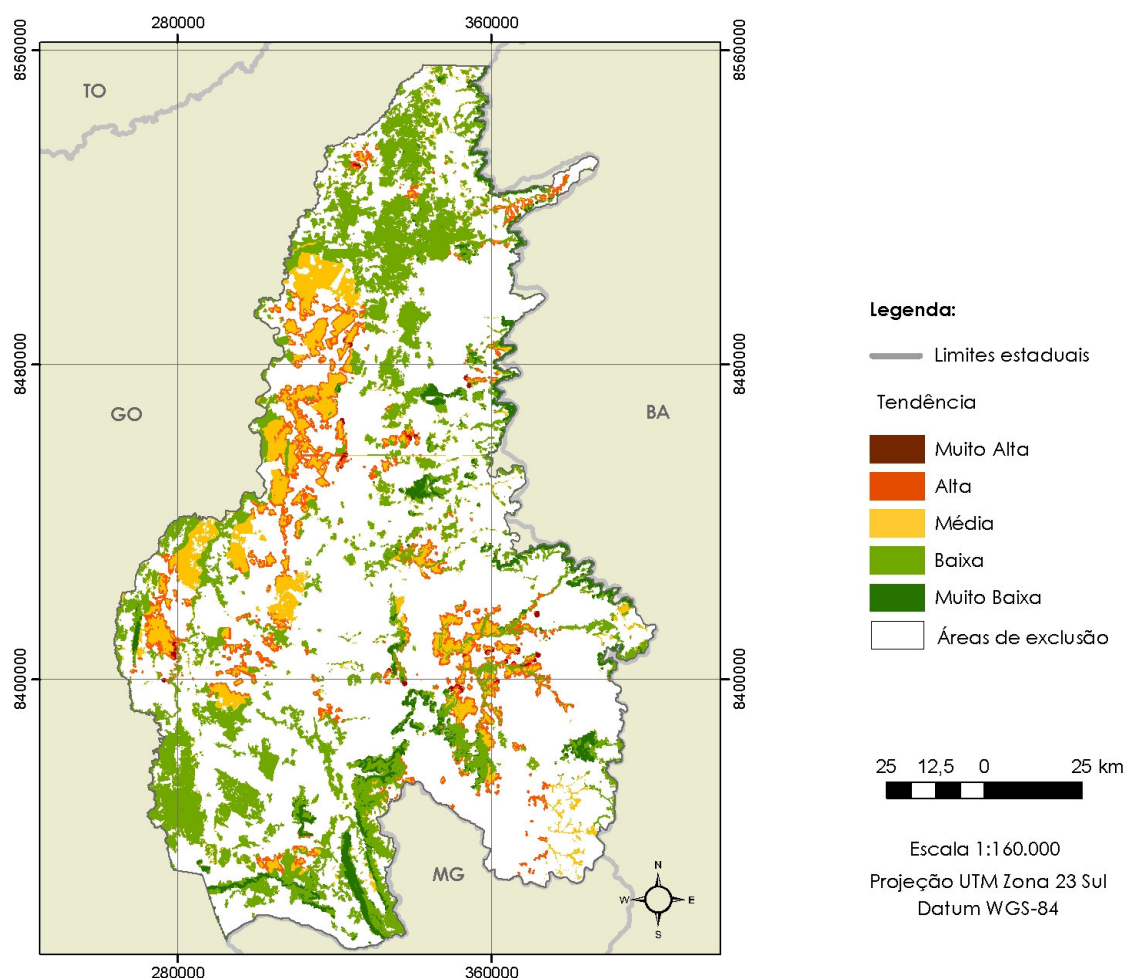 280000
360000
8560000
8560000
TO
8480000
8480000
GO
BA
8400000
8400000
MG
N
W
E
S
280000
360000
Legenda:
Limites estaduais
Tendência
Muito Alta
Alta
Média
Baixa
Muito Baixa
Áreas de exclusão
25 12,5 0 25 km
Escala 1:160.000
Projeção UTM Zona 23 Sul
Datum WGS-84